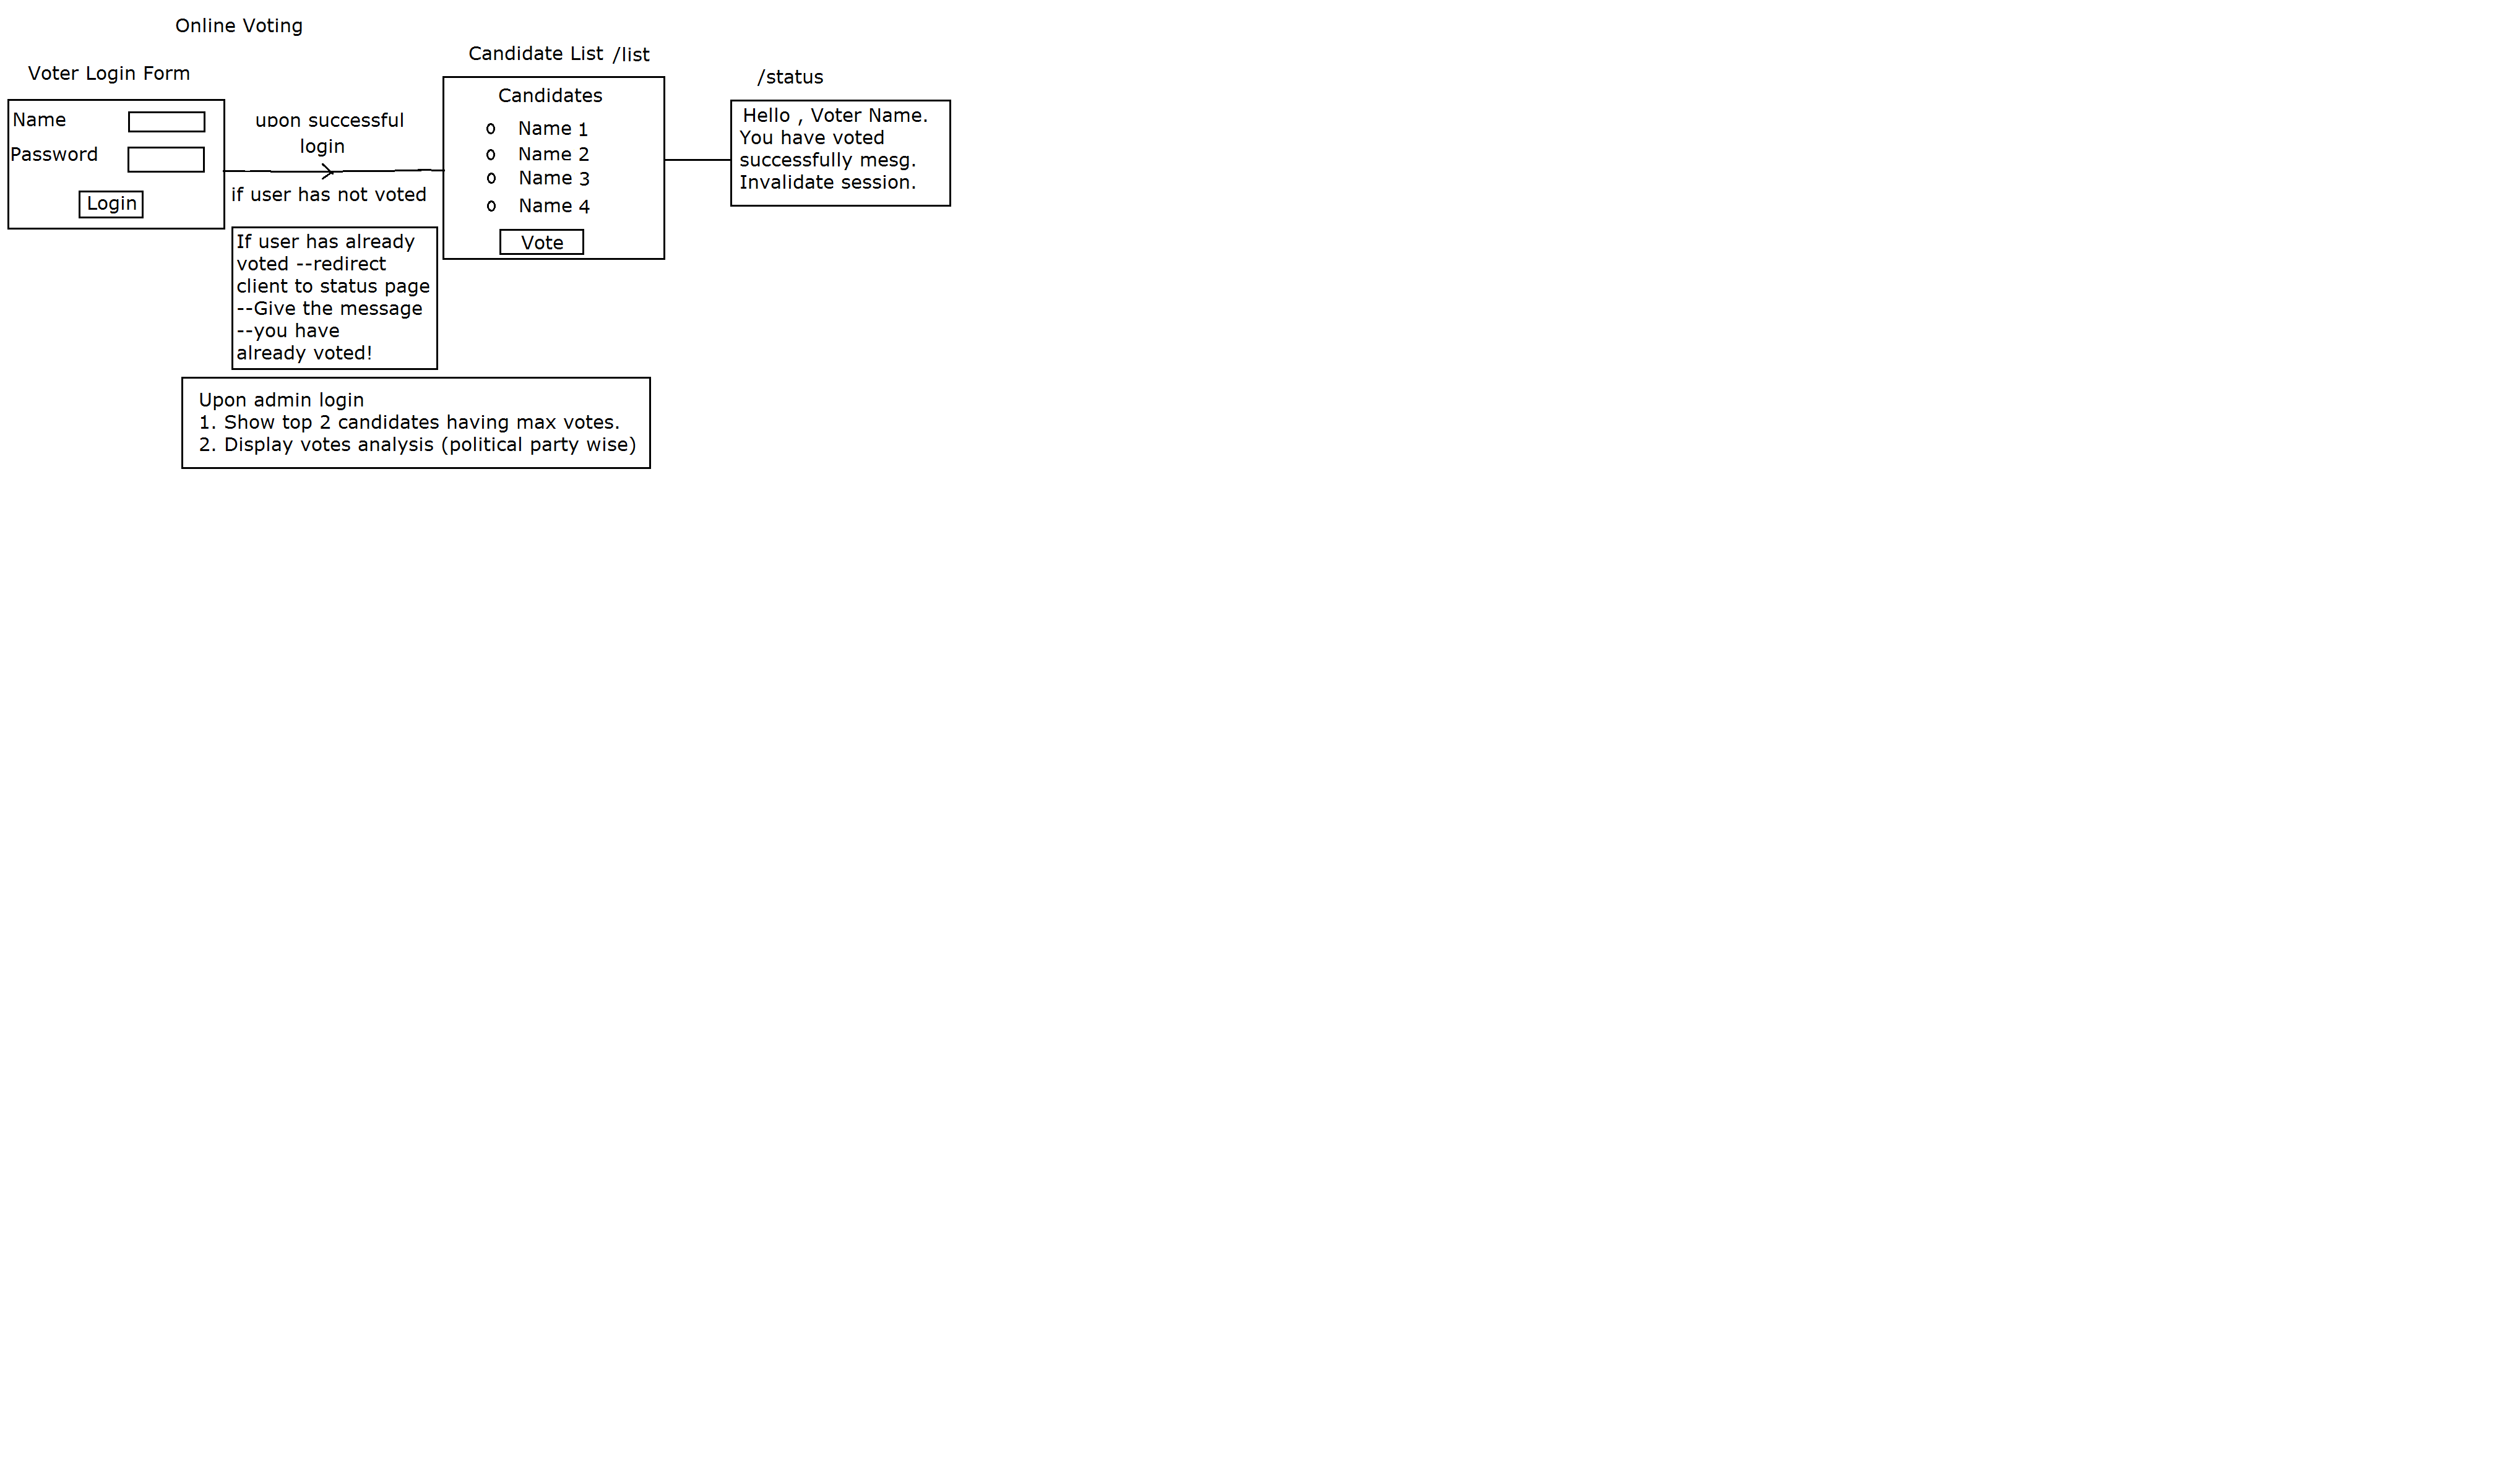 Online Voting
Voter Login Form
Name
Password
Login
upon successful
login
if user has not voted
If user has already
voted --redirect
client to status page
--Give the message
--you have
already voted!
Candidate List /list
Candidates
Name 1
Name 2
Name 3
Name 4
Vote
/status
Hello , Voter Name.
You have voted
successfully mesg.
Invalidate session.
Upon admin login
1. Show top 2 candidates having max votes.
2. Display votes analysis (political party wise)